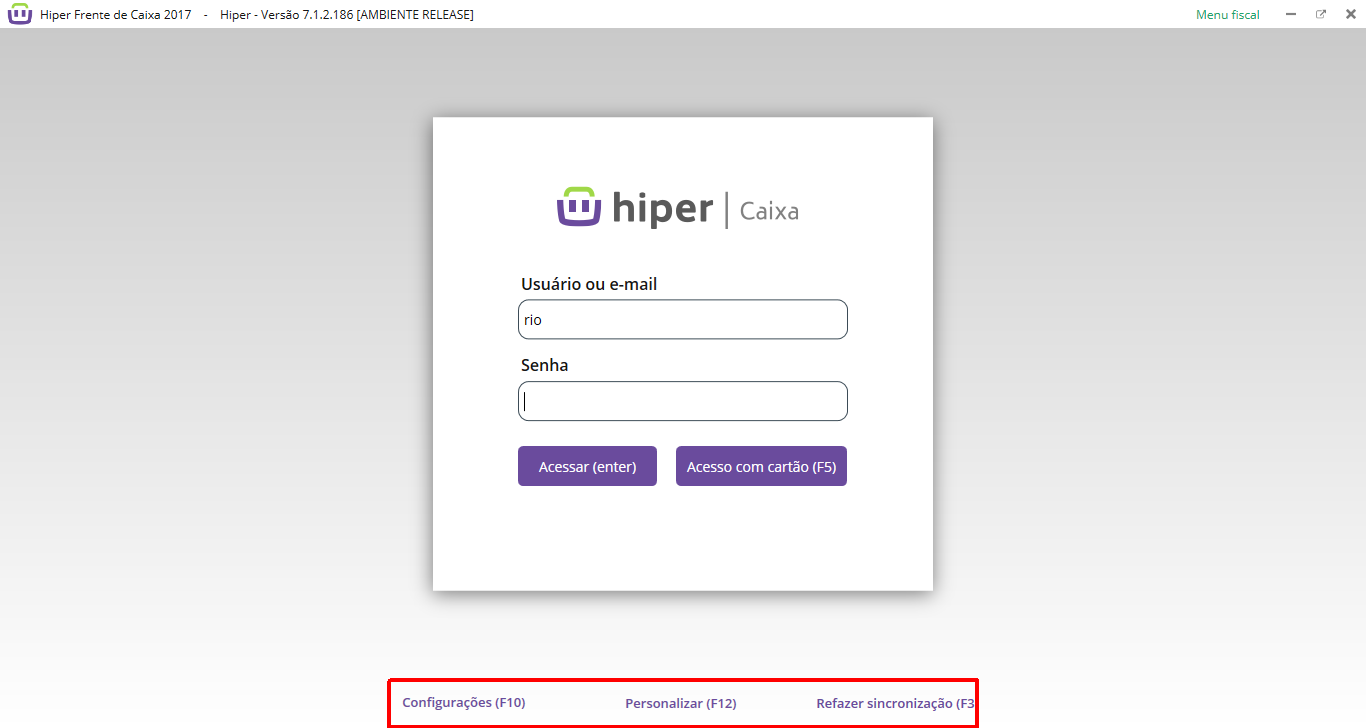 Hiper Frente de Caixa 2017 - Hiper - Versão 7.1.2.186 [AMBIENTE RELEASE] Menu fiscal
hiper | Caixa
Usuário ou e-mail
rio
Senha
Acessar (enter) Acesso com cartão (F5)
Configurações (F10) Personalizar (F12) Refazer sincronização (F3